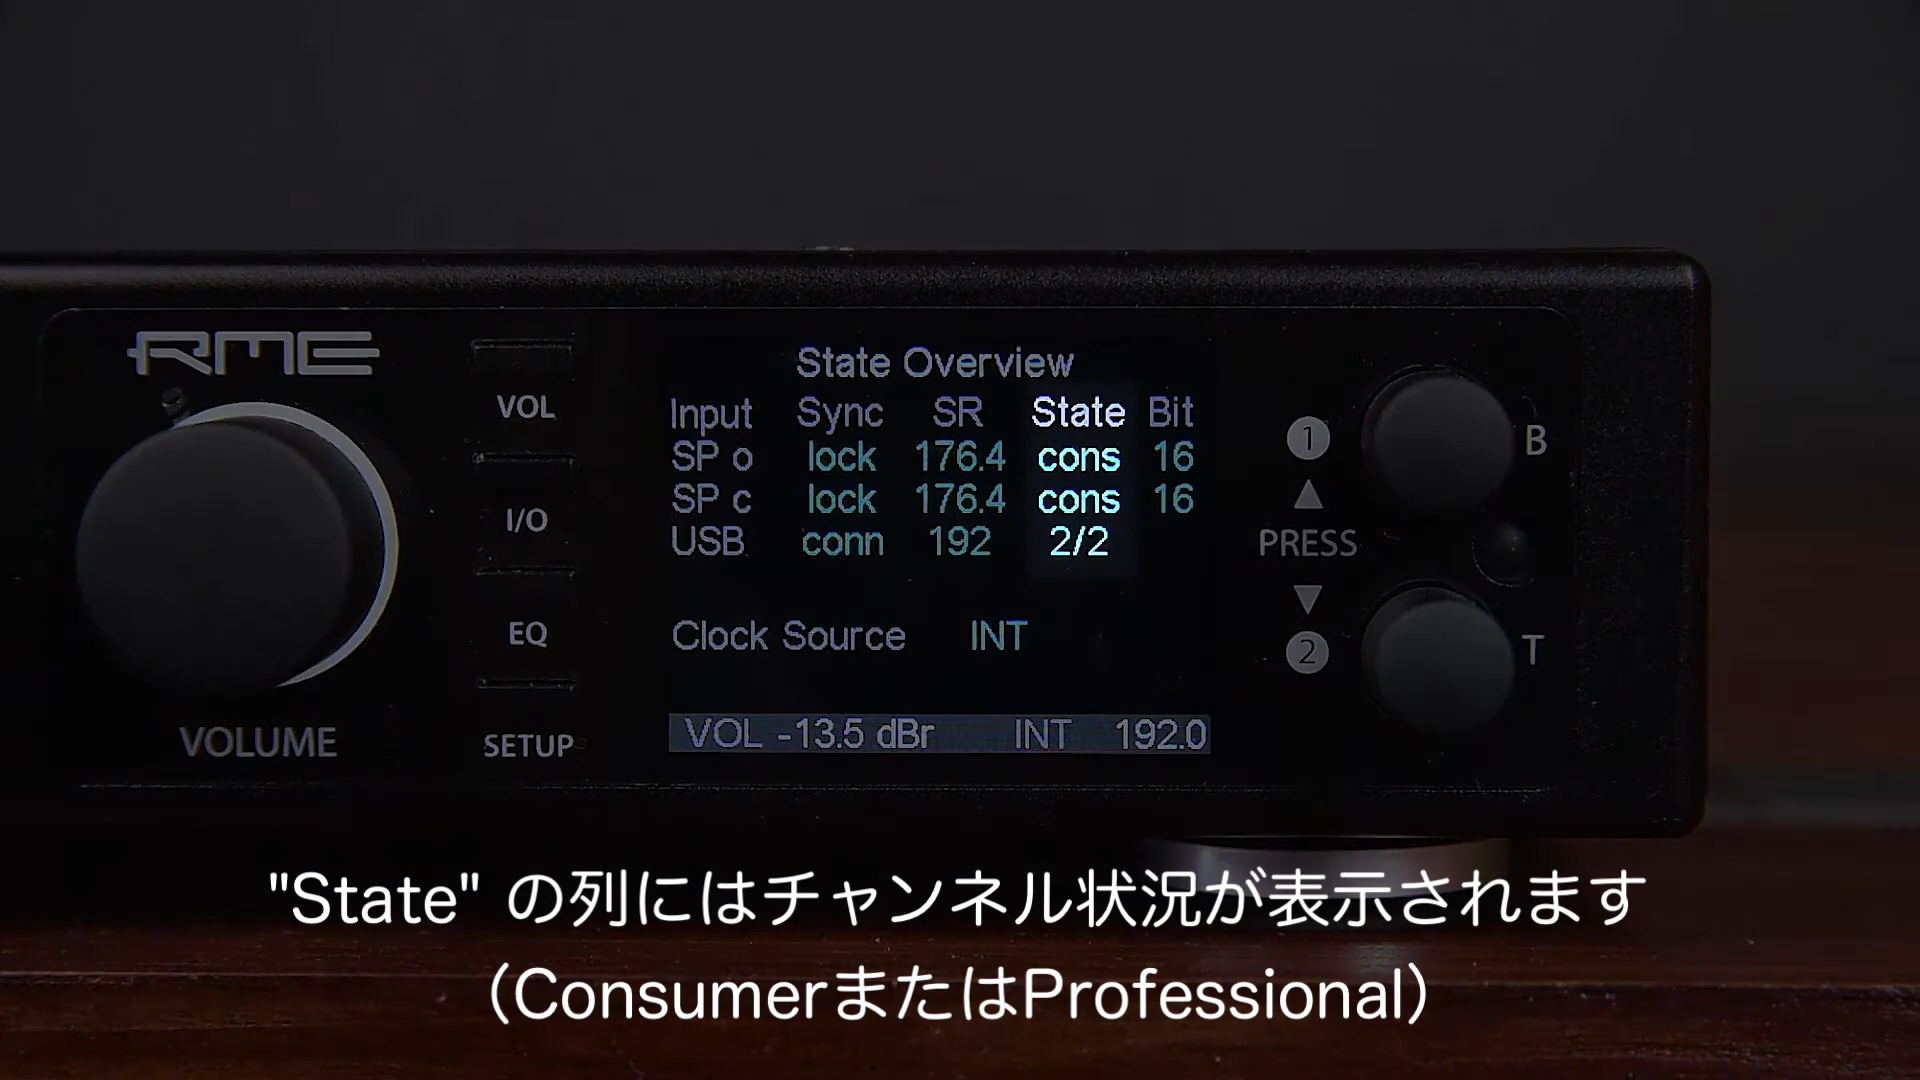 RME
VOL
I/O
EQ
SETUP
VOLUME
State Overview
Input Sync SR State Bit
SP o lock 176.4 cons 16
SP c lock 176.4 cons 16
USB conn 192 2/2
Clock Source INT
VOL -13.5 dBr INT 192.0
1 B
▲
PRESS
▼
2 T
"State" の列にはチャンネル状況が表示されます
（ConsumerまたはProfessional）